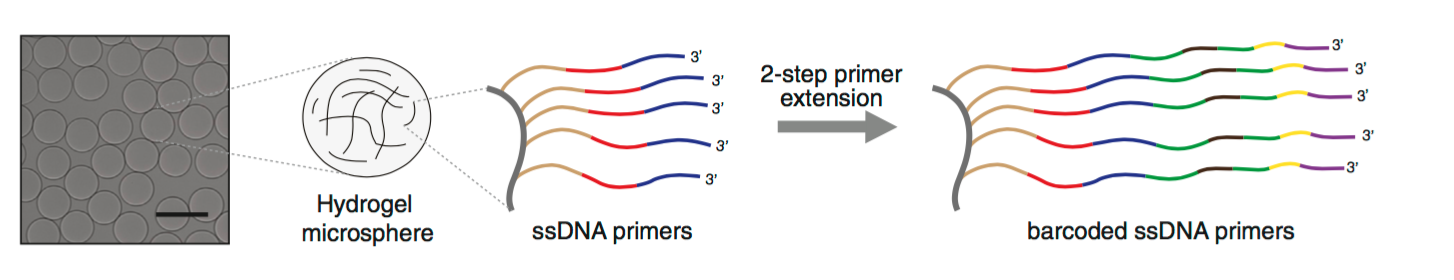 Hydrogel
microsphere
3'
3'
3'
3'
3'
ssDNA primers
2-step primer
extension
3'
3'
3'
3'
3'
barcoded ssDNA primers